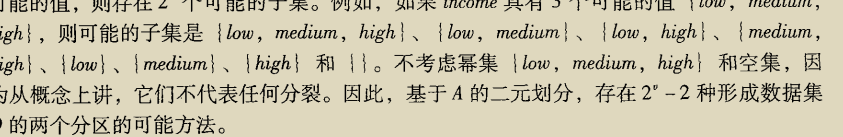 可能的值，则存在2 个可能的子集。例如，如果 income 具有3个可能的值{low, medium,
igh}，则可能的子集是{low, medium, high}、{low, medium}、{low, high}、{medium,
igh}、{low}、{medium}、{high}和{}。不考虑幂集{low, medium, high}和空集，因
为从概念上讲，它们不代表任何分裂。因此，基于A的二元划分，存在2ᵛ-2种形成数据集
的两个分区的可能方法。